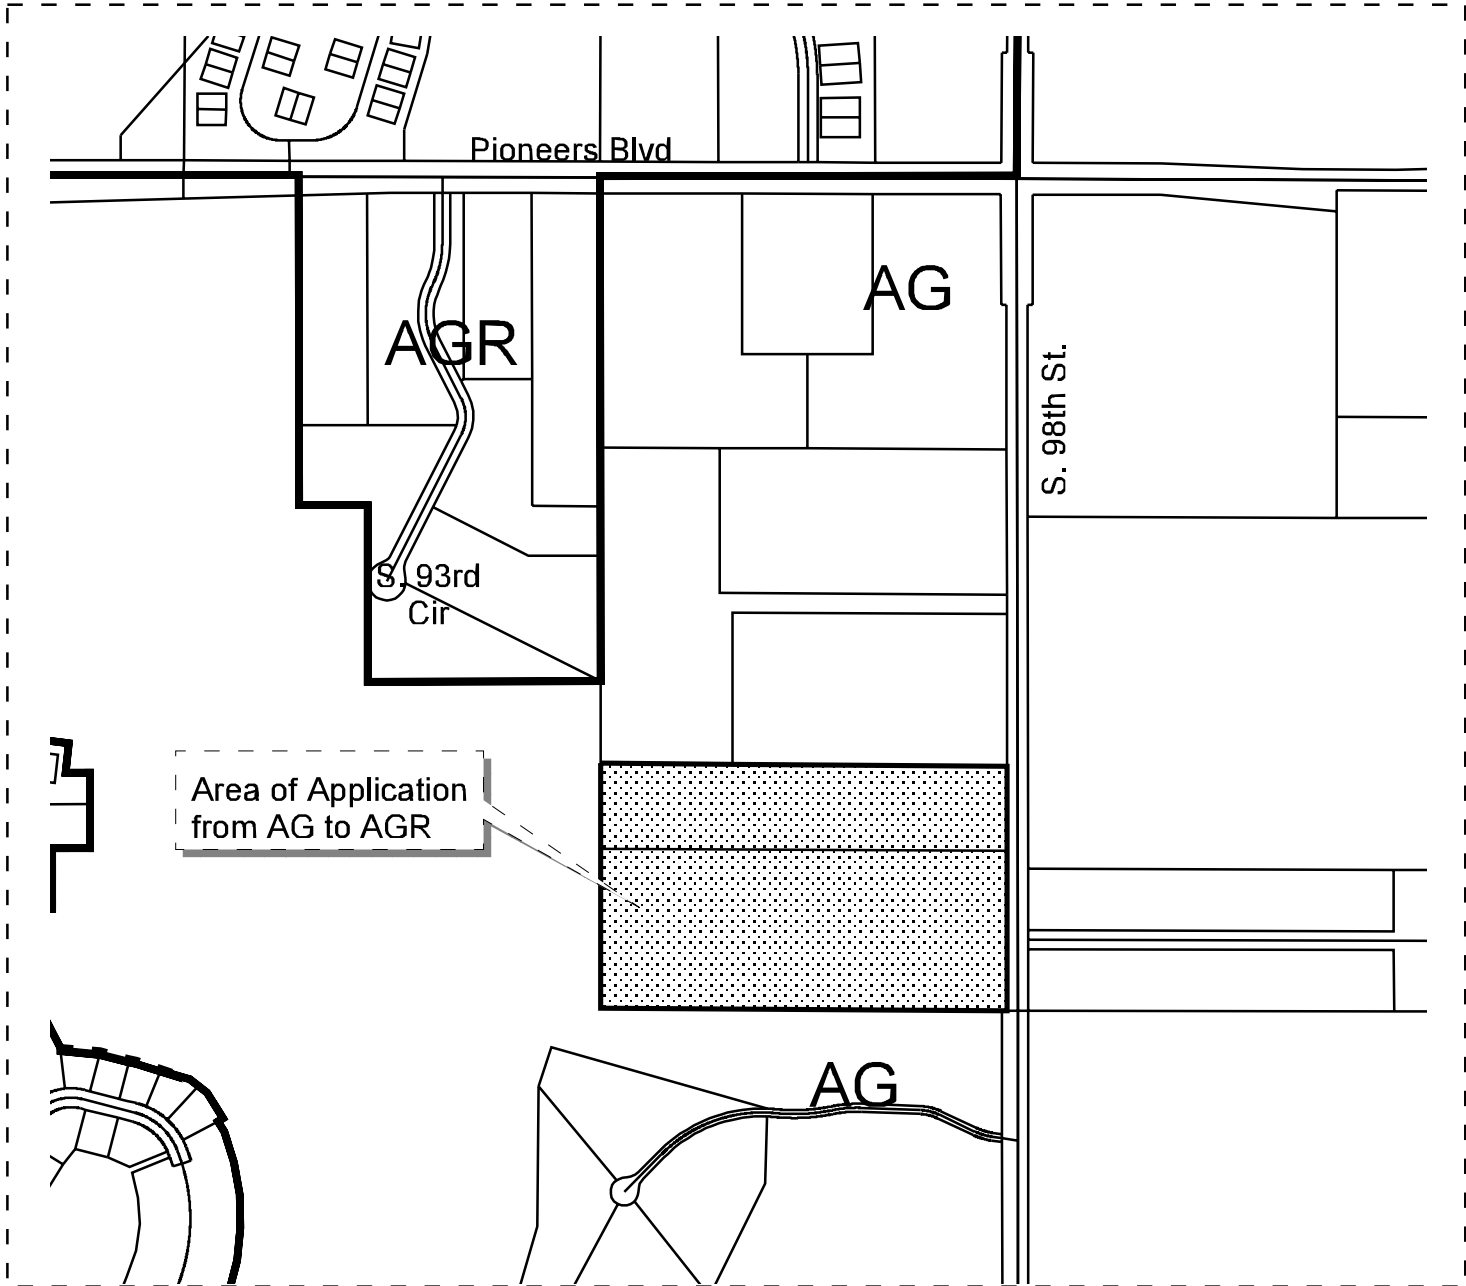 Pioneers Blvd
AG
AGR
S. 98th St.
S. 93rd
Cir
Area of Application
from AG to AGR
AG